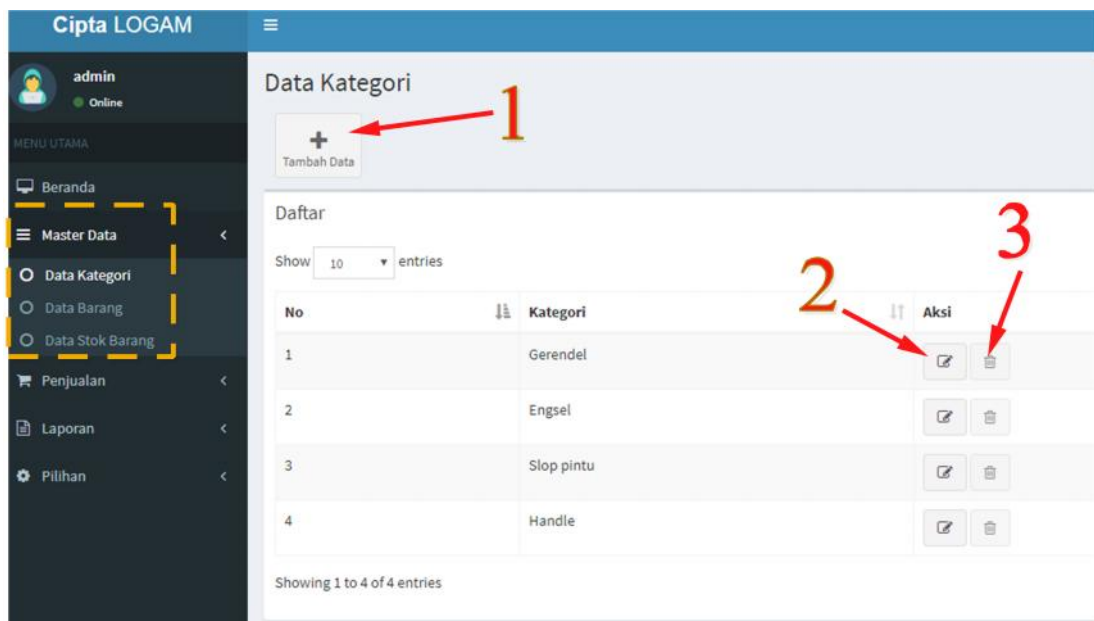 Cipta LOGAM
admin
Online
MENU UTAMA
Beranda
Master Data
Data Kategori
Data Barang
Data Stok Barang
Penjualan
Laporan
Pilihan
Data Kategori
1
Tambah Data
Daftar
Show 10 entries
2
3
No Kategori Aksi
1 Gerendel
2 Engsel
3 Slop pintu
4 Handle
Showing 1 to 4 of 4 entries